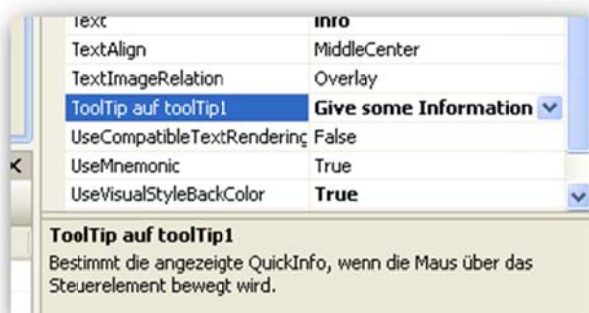 Text Info
TextAlign MiddleCenter
TextImageRelation Overlay
ToolTip auf toolTip1 Give some Information
UseCompatibleTextRendering False
UseMnemonic True
UseVisualStyleBackColor True
ToolTip auf toolTip1
Bestimmt die angezeigte QuickInfo, wenn die Maus über das
Steuerelement bewegt wird.